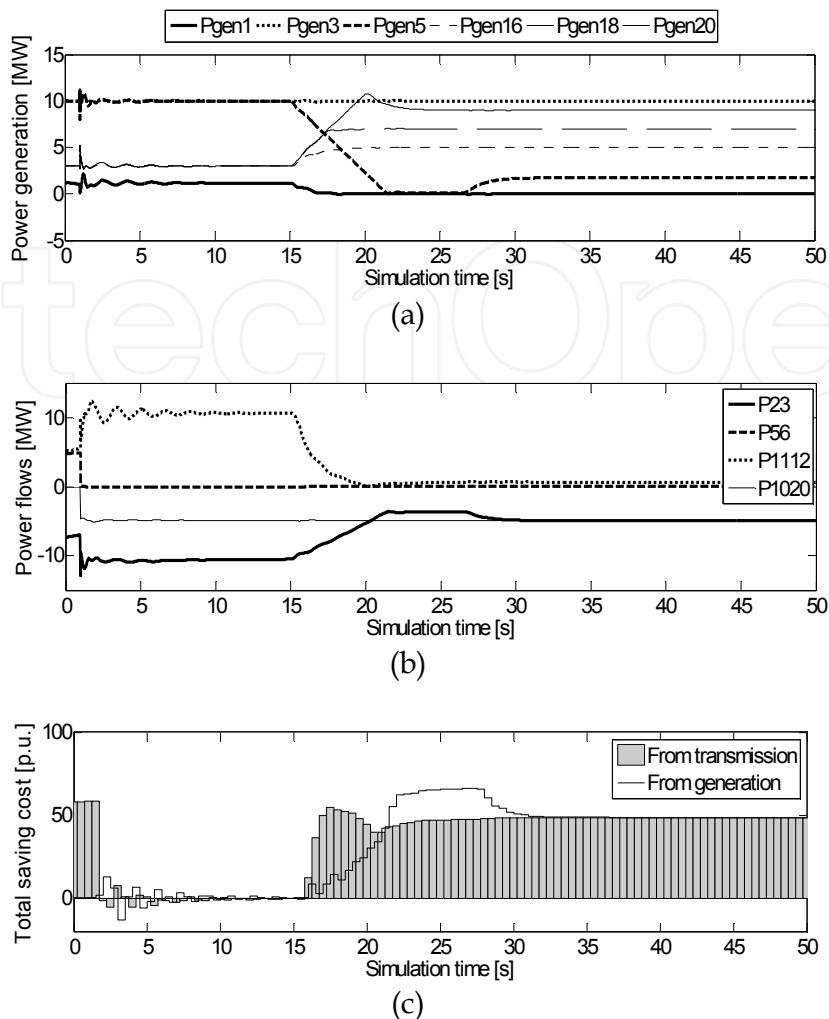 Pgen1 Pgen3 Pgen5 Pgen16 Pgen18 Pgen20
Power generation [MW]
15
10
5
0
-5
0 5 10 15 20 25 30 35 40 45 50
Simulation time [s]
(a)
techOpe
Power flows [MW]
10
0
-10
P23
P56
P1112
P1020
0 5 10 15 20 25 30 35 40 45 50
Simulation time [s]
(b)
Total saving cost [p.u.]
100
50
0
From transmission
From generation
0 5 10 15 20 25 30 35 40 45 50
Simulation time [s]
(c)